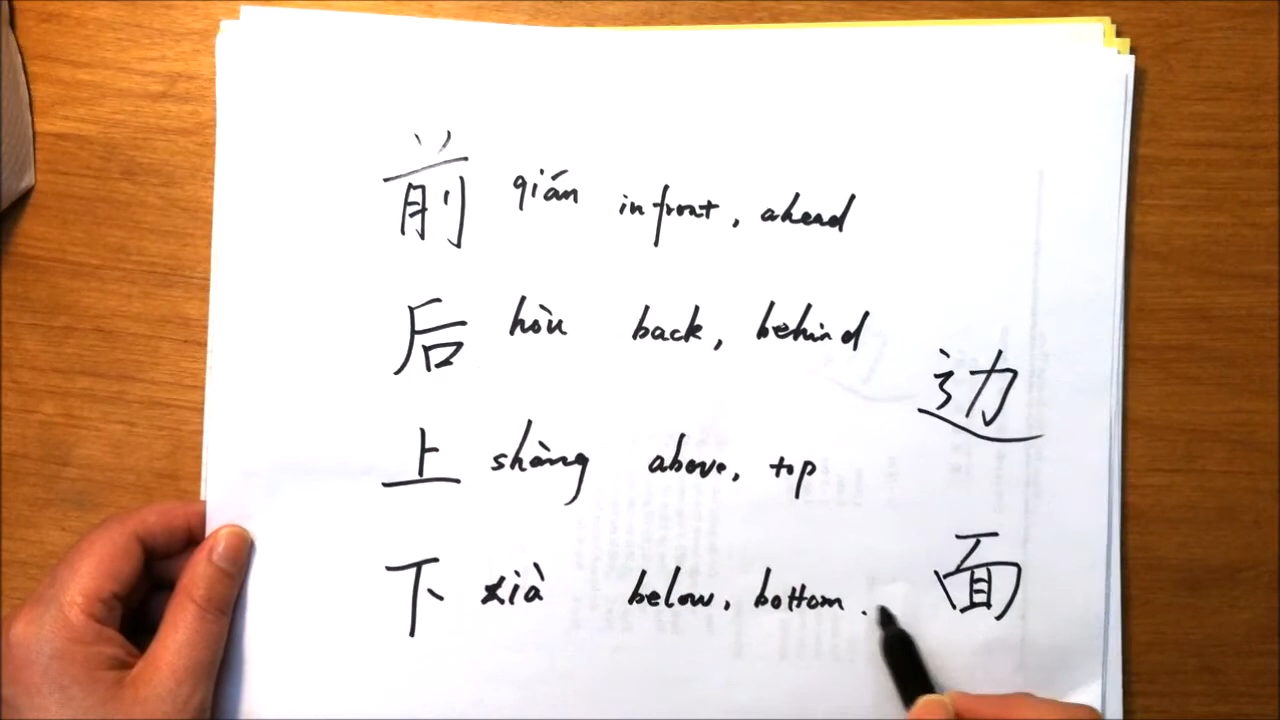 前 qián in front, ahead
后 hòu back, behind
边
上 shàng above, top
下 xià below, bottom.
面